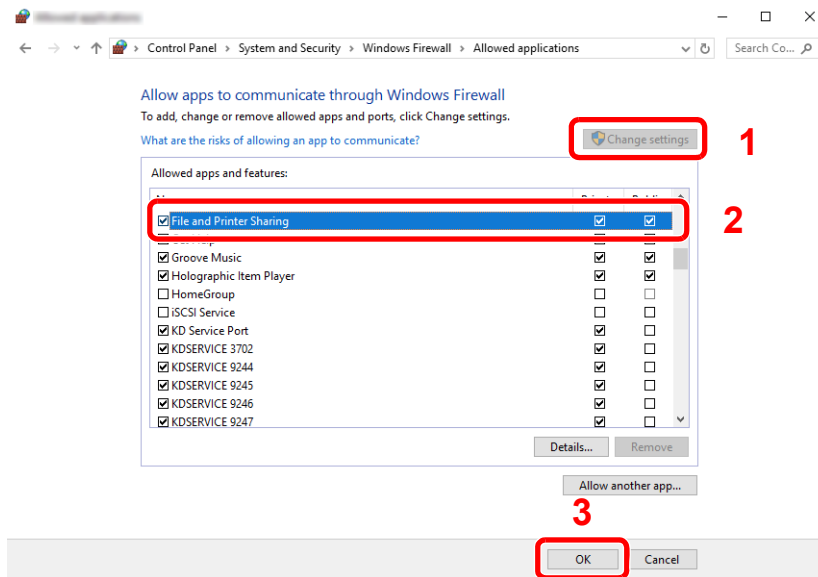 Control Panel > System and Security > Windows Firewall > Allowed applications
Search Co...
Allow apps to communicate through Windows Firewall
To add, change or remove allowed apps and ports, click Change settings.
What are the risks of allowing an app to communicate?
Change settings
1
Allowed apps and features:
File and Printer Sharing
2
Groove Music
Holographic Item Player
HomeGroup
iSCSI Service
KD Service Port
KDSERVICE 3702
KDSERVICE 9244
KDSERVICE 9245
KDSERVICE 9246
KDSERVICE 9247
Details...
Remove
Allow another app...
3
OK
Cancel